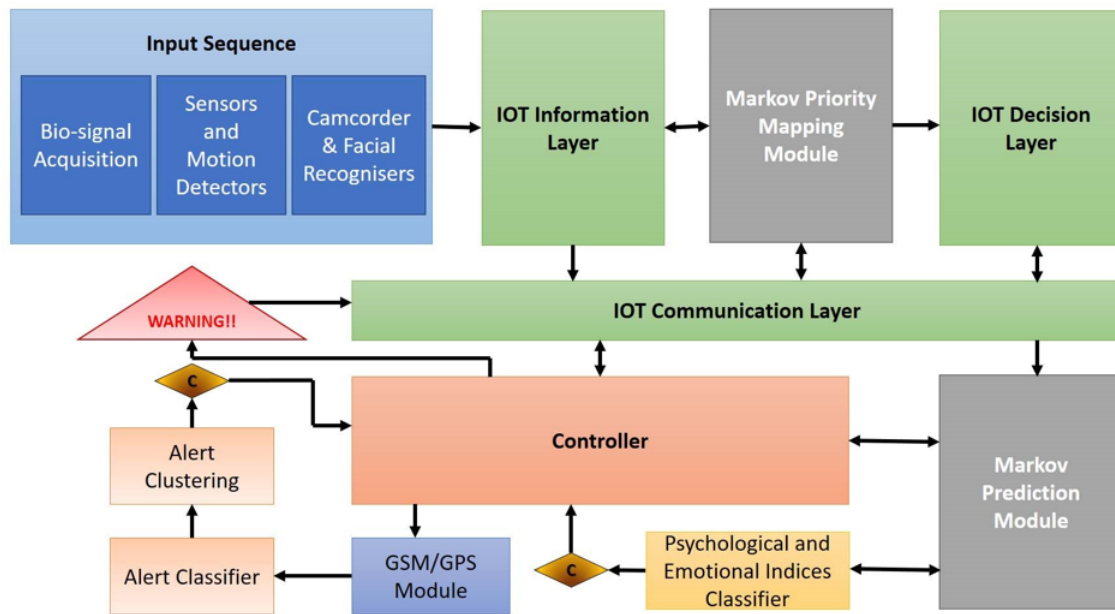 Input Sequence
Bio-signal
Acquisition
Sensors
and
Motion
Detectors
Camcorder
& Facial
Recognisers
IOT Information
Layer
Markov Priority
Mapping
Module
IOT Decision
Layer
WARNING!!
IOT Communication Layer
C
Alert
Clustering
Controller
Markov
Prediction
Module
Alert Classifier
GSM/GPS
Module
C
Psychological and
Emotional Indices
Classifier